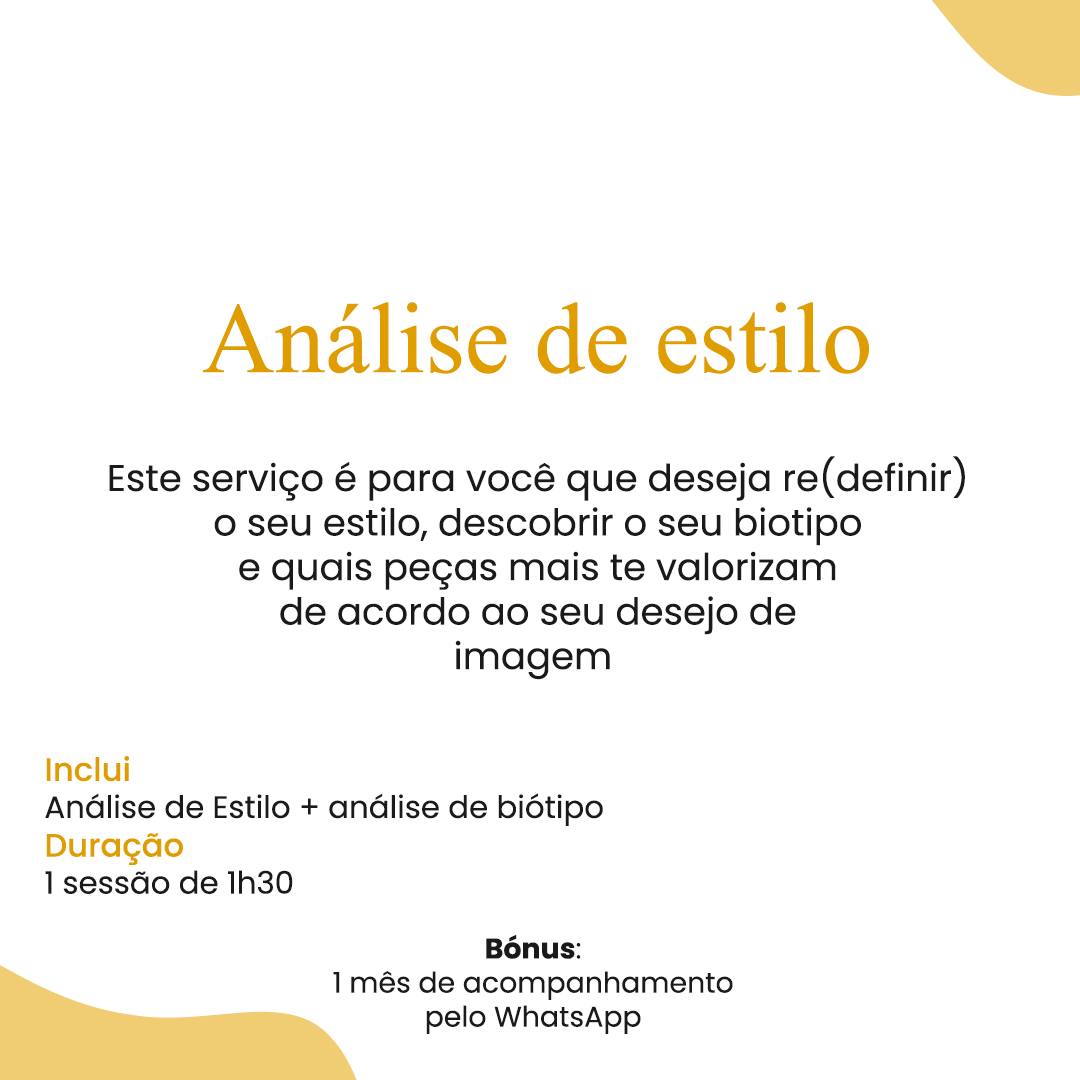 Análise de estilo
Este serviço é para você que deseja re(definir)
o seu estilo, descobrir o seu biotipo
e quais peças mais te valorizam
de acordo ao seu desejo de
imagem
Inclui
Análise de Estilo + análise de biótipo
Duração
1 sessão de 1h30
Bónus:
1 mês de acompanhamento
pelo WhatsApp